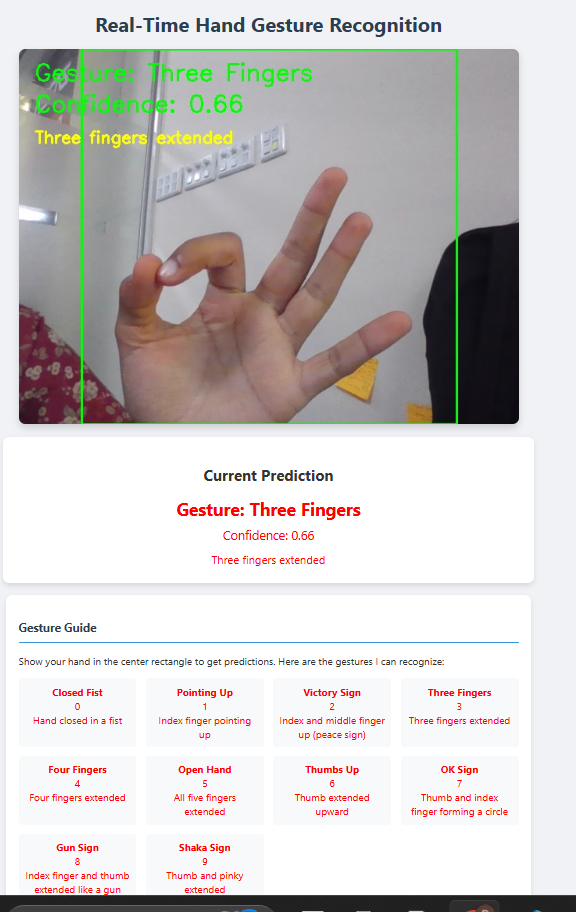 Real-Time Hand Gesture Recognition
Gesture: Three Fingers
Confidence: 0.66
Three fingers extended
Current Prediction
Gesture: Three Fingers
Confidence: 0.66
Three fingers extended
Gesture Guide
Show your hand in the center rectangle to get predictions. Here are the gestures I can recognize:
Closed Fist
0
Hand closed in a fist
Pointing Up
1
Index finger pointing
up
Victory Sign
2
Index and middle finger
up (peace sign)
Three Fingers
3
Three fingers extended
Four Fingers
4
Four fingers extended
Open Hand
5
All five fingers
extended
Thumbs Up
6
Thumb extended
upward
OK Sign
7
Thumb and index
finger forming a circle
Gun Sign
8
Index finger and thumb
extended like a gun
Shaka Sign
9
Thumb and pinky
extended